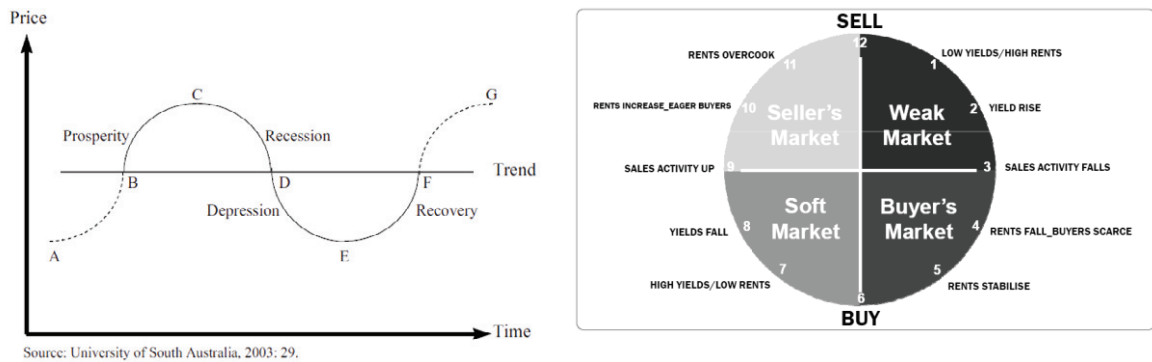 Price
C
G
Prosperity
Recession
Trend
B
D
F
Depression
Recovery
A
E
Time
Source: University of South Australia, 2003: 29.
SELL
12
RENTS OVERCOOK
11
1
LOW YIELDS/HIGH RENTS
RENTS INCREASE_EAGER BUYERS
10
2
YIELD RISE
Seller's
Market
Weak
Market
SALES ACTIVITY UP
9
3
SALES ACTIVITY FALLS
Soft
Market
Buyer's
Market
YIELDS FALL
8
4
RENTS FALL_BUYERS SCARCE
HIGH YIELDS/LOW RENTS
7
5
RENTS STABILISE
6
BUY